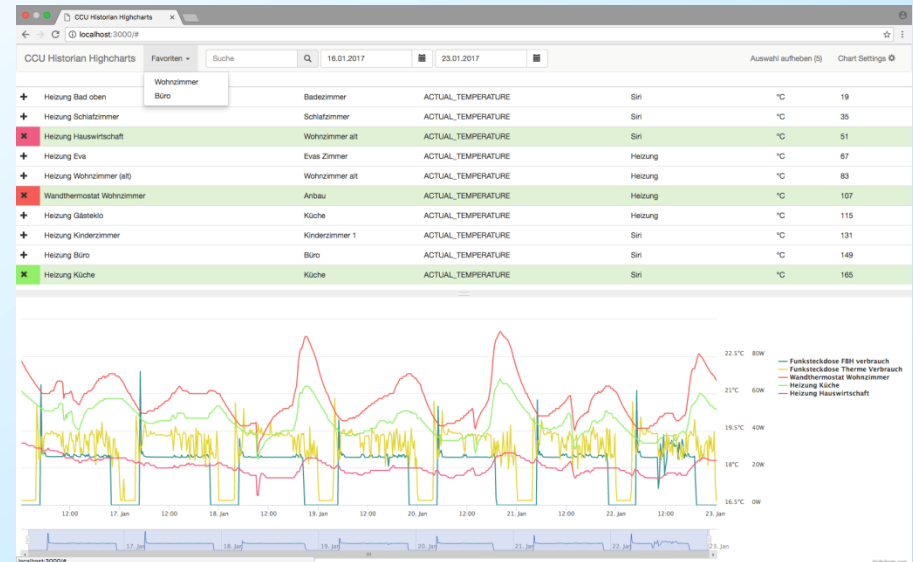 CCU Historian Highcharts
localhost:3000/#
CCU Historian Highcharts Favoriten Suche 16.01.2017 23.01.2017 Auswahl aufheben (5) Chart Settings
Wohnzimmer
Büro
Heizung Bad oben Badezimmer ACTUAL_TEMPERATURE Siri °C 19
Heizung Schlafzimmer Schlafzimmer ACTUAL_TEMPERATURE Siri °C 35
Heizung Hauswirtschaft Wohnzimmer alt ACTUAL_TEMPERATURE Siri °C 51
Heizung Eva Evas Zimmer ACTUAL_TEMPERATURE Heizung °C 67
Heizung Wohnzimmer (alt) Wohnzimmer alt ACTUAL_TEMPERATURE Heizung °C 83
Wandthermostat Wohnzimmer Anbau ACTUAL_TEMPERATURE Heizung °C 107
Heizung Gästeklo Küche ACTUAL_TEMPERATURE Heizung °C 115
Heizung Kinderzimmer Kinderzimmer 1 ACTUAL_TEMPERATURE Siri °C 131
Heizung Büro Büro ACTUAL_TEMPERATURE Siri °C 149
Heizung Küche Küche ACTUAL_TEMPERATURE Siri °C 165
22.5°C 80W
21°C 60W
19.5°C 40W
18°C 20W
16.5°C 0W
Funksteckdose FBH verbrauch
Funksteckdose Therme Verbrauch
Wandthermostat Wohnzimmer
Heizung Küche
Heizung Hauswirtschaft
12:00 17. Jan 12:00 18. Jan 12:00 19. Jan 12:00 20. Jan 12:00 21. Jan 12:00 22. Jan 12:00 23. Jan
17. Jan 18. Jan 19. Jan 20. Jan 21. Jan 22. Jan 23. Jan
localhost:3000/#